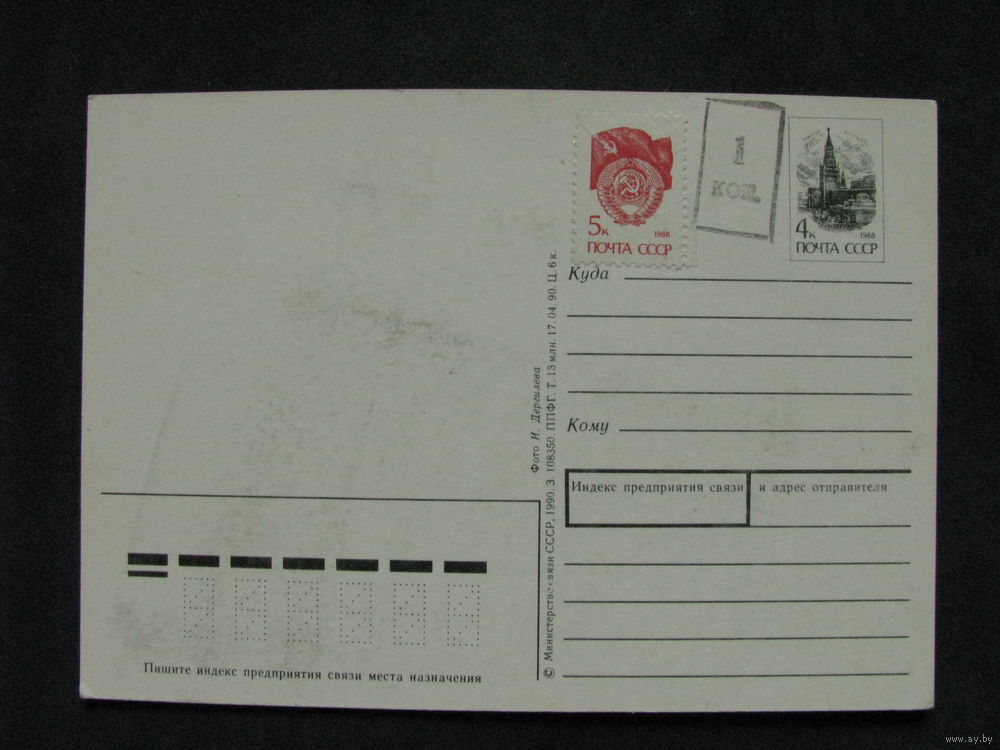 1
коп.
5к 1988
ПОЧТА СССР
4к 1988
ПОЧТА СССР
Куда
Кому
Индекс предприятия связи и адрес отправителя
Фото И. Дергилева
© Министерство связи СССР, 1990. З. 108350. ППФГ. Т. 13 млн. 17.04.90. Ц. 6 к.
Пишите индекс предприятия связи места назначения
www.ay.by